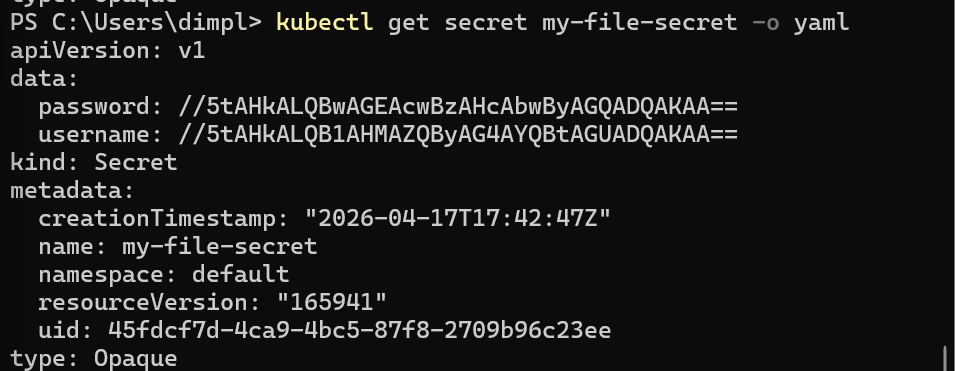 type: Opaque
PS C:\Users\dimpl> kubectl get secret my-file-secret -o yaml
apiVersion: v1
data:
  password: //5tAHkALQBwAGEAcwBzAHcAbwByAGQADQAKAA==
  username: //5tAHkALQB1AHMAZQByAG4AYQBtAGUADQAKAA==
kind: Secret
metadata:
  creationTimestamp: "2026-04-17T17:42:47Z"
  name: my-file-secret
  namespace: default
  resourceVersion: "165941"
  uid: 45fdcf7d-4ca9-4bc5-87f8-2709b96c23ee
type: Opaque